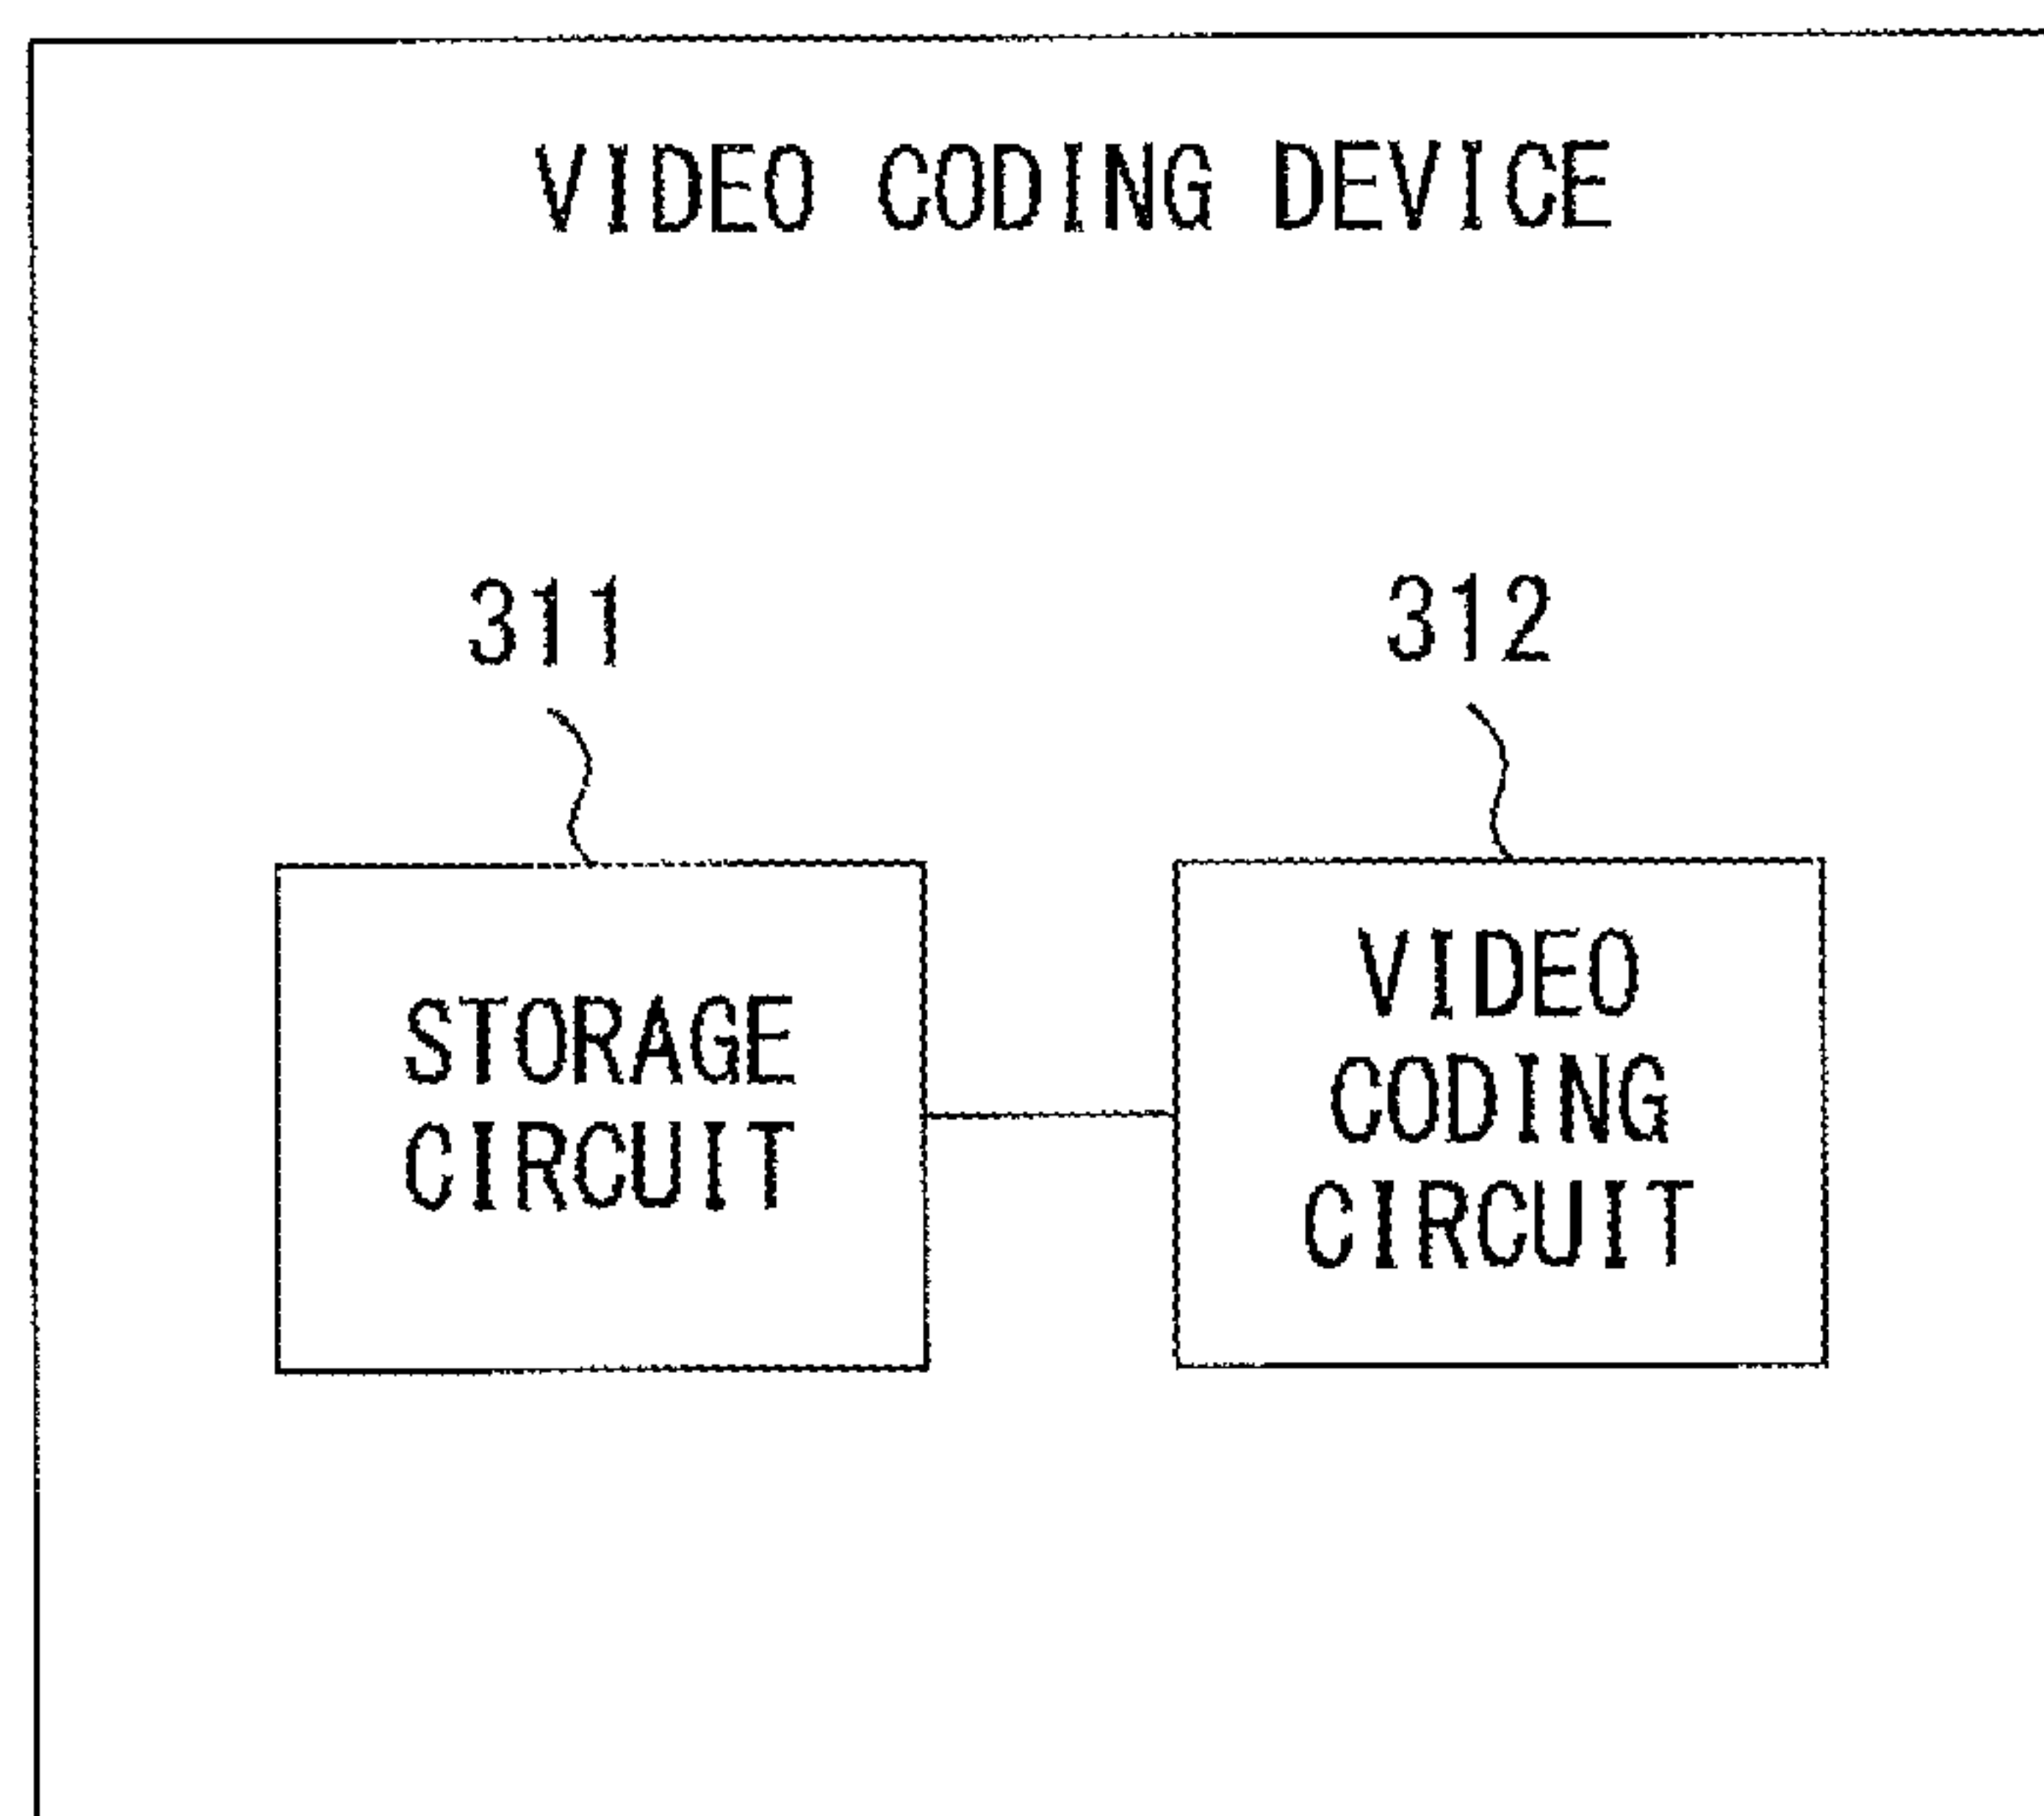 VIDEO CODING DEVICE
311
312
STORAGE
CIRCUIT
VIDEO
CODING
CIRCUIT